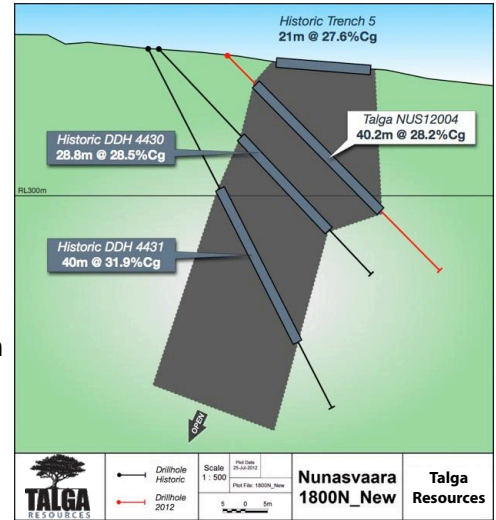 Historic Trench 5
21m @ 27.6%Cg
Talga NUS12004
40.2m @ 28.2%Cg
Historic DDH 4430
28.8m @ 28.5%Cg
RL300m
Historic DDH 4431
40m @ 31.9%Cg
OPEN
TALGA
RESOURCES
Drillhole
Historic
Drillhole
2012
Scale
1 : 500
Plot Date
25-Jul-2012
Plot File: 1800N_New
5 0 5m
Nunasvaara
1800N_New
Talga
Resources